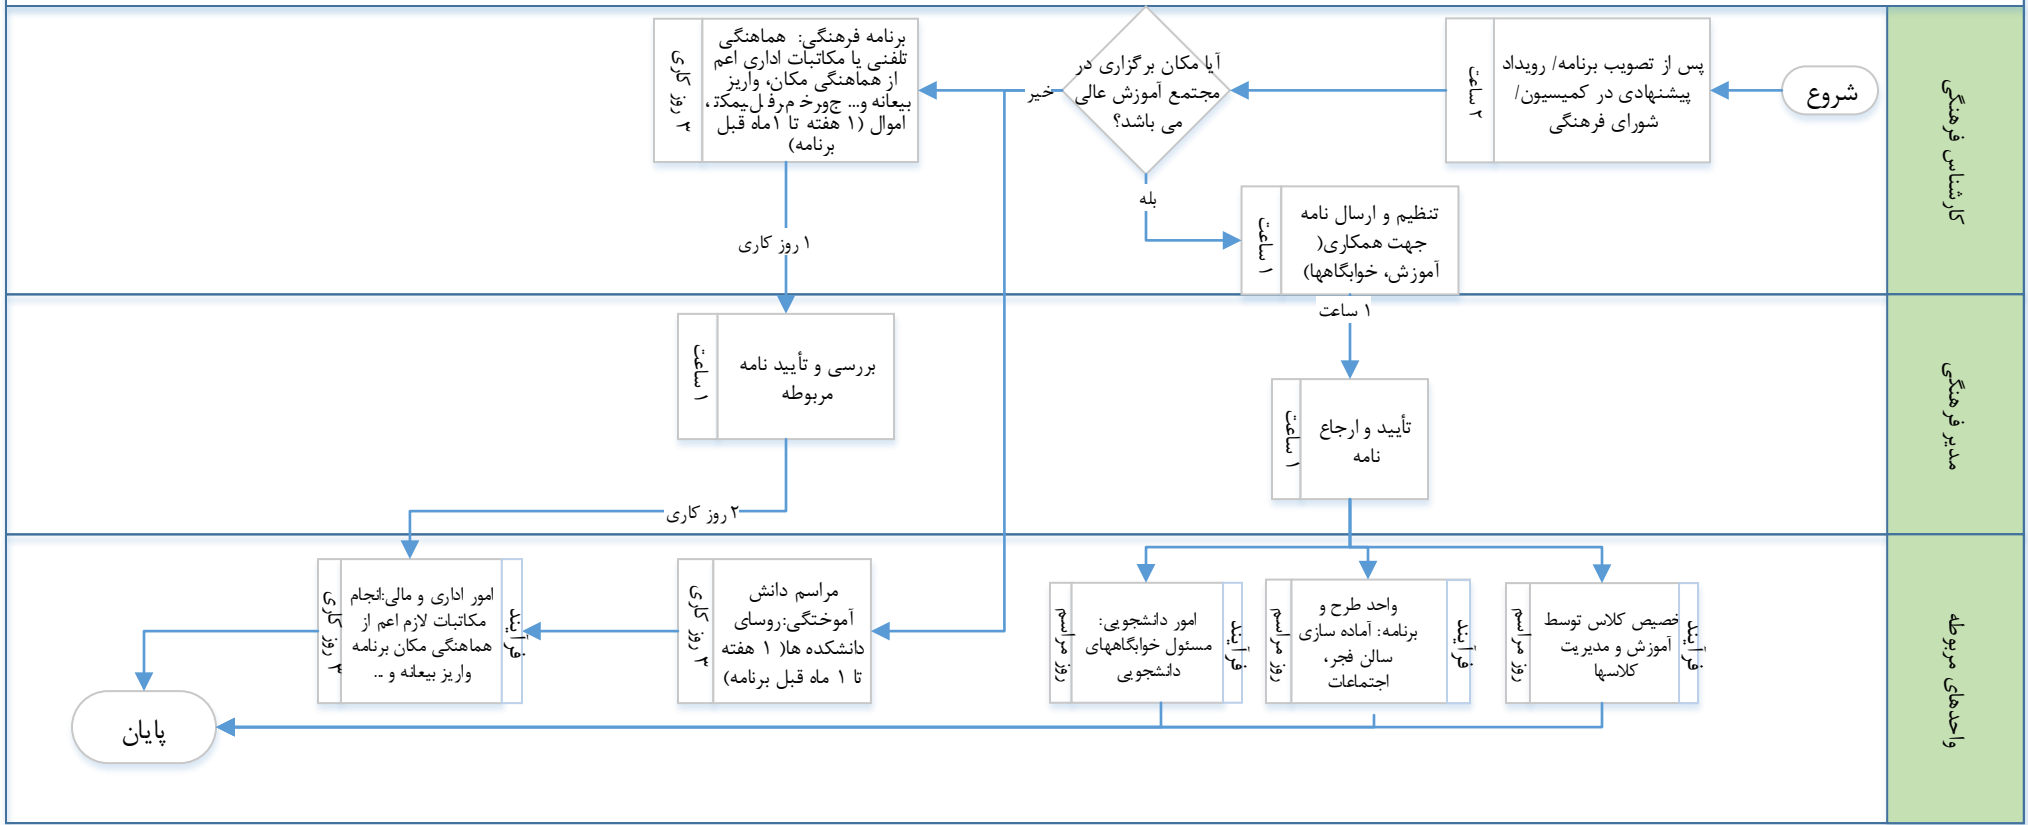 کارشناس فرهنگی
شروع
پس از تصویب برنامه/ رویداد
پیشنهادی در کمیسیون/
شورای فرهنگی
۲ ساعت
آیا مکان برگزاری در
مجتمع آموزش عالی
می باشد؟
خیر
بله
برنامه فرهنگی: هماهنگی
تلفنی یا مکاتبات اداری اعم
از هماهنگی مکان، واریز
بیعانه و...
اموال (۱ هفته تا ۱ماه قبل
برنامه)
۳ روز کاری
۱ روز کاری
تنظیم و ارسال نامه
جهت همکاری(
آموزش، خوابگاهها)
۱ ساعت
۱ ساعت
مدیر فرهنگی
تأیید و ارجاع
نامه
۱ ساعت
بررسی و تأیید نامه
مربوطه
۱ ساعت
۲ روز کاری
واحدهای مربوطه
فرآیند
خصیص کلاس توسط
آموزش و مدیریت
کلاسها
روز مراسم
فرآیند
واحد طرح و
برنامه: آماده سازی
سالن فجر،
اجتماعات
روز مراسم
فرآیند
امور دانشجویی:
مسئول خوابگاههای
دانشجویی
روز مراسم
مراسم دانش
آموختگی:روسای
دانشکده ها( ۱ هفته
تا ۱ ماه قبل برنامه)
۳ روز کاری
فرآیند
امور اداری و مالی:انجام
مکاتبات لازم اعم از
هماهنگی مکان برنامه
واریز بیعانه و ...
۳ روز کاری
پایان